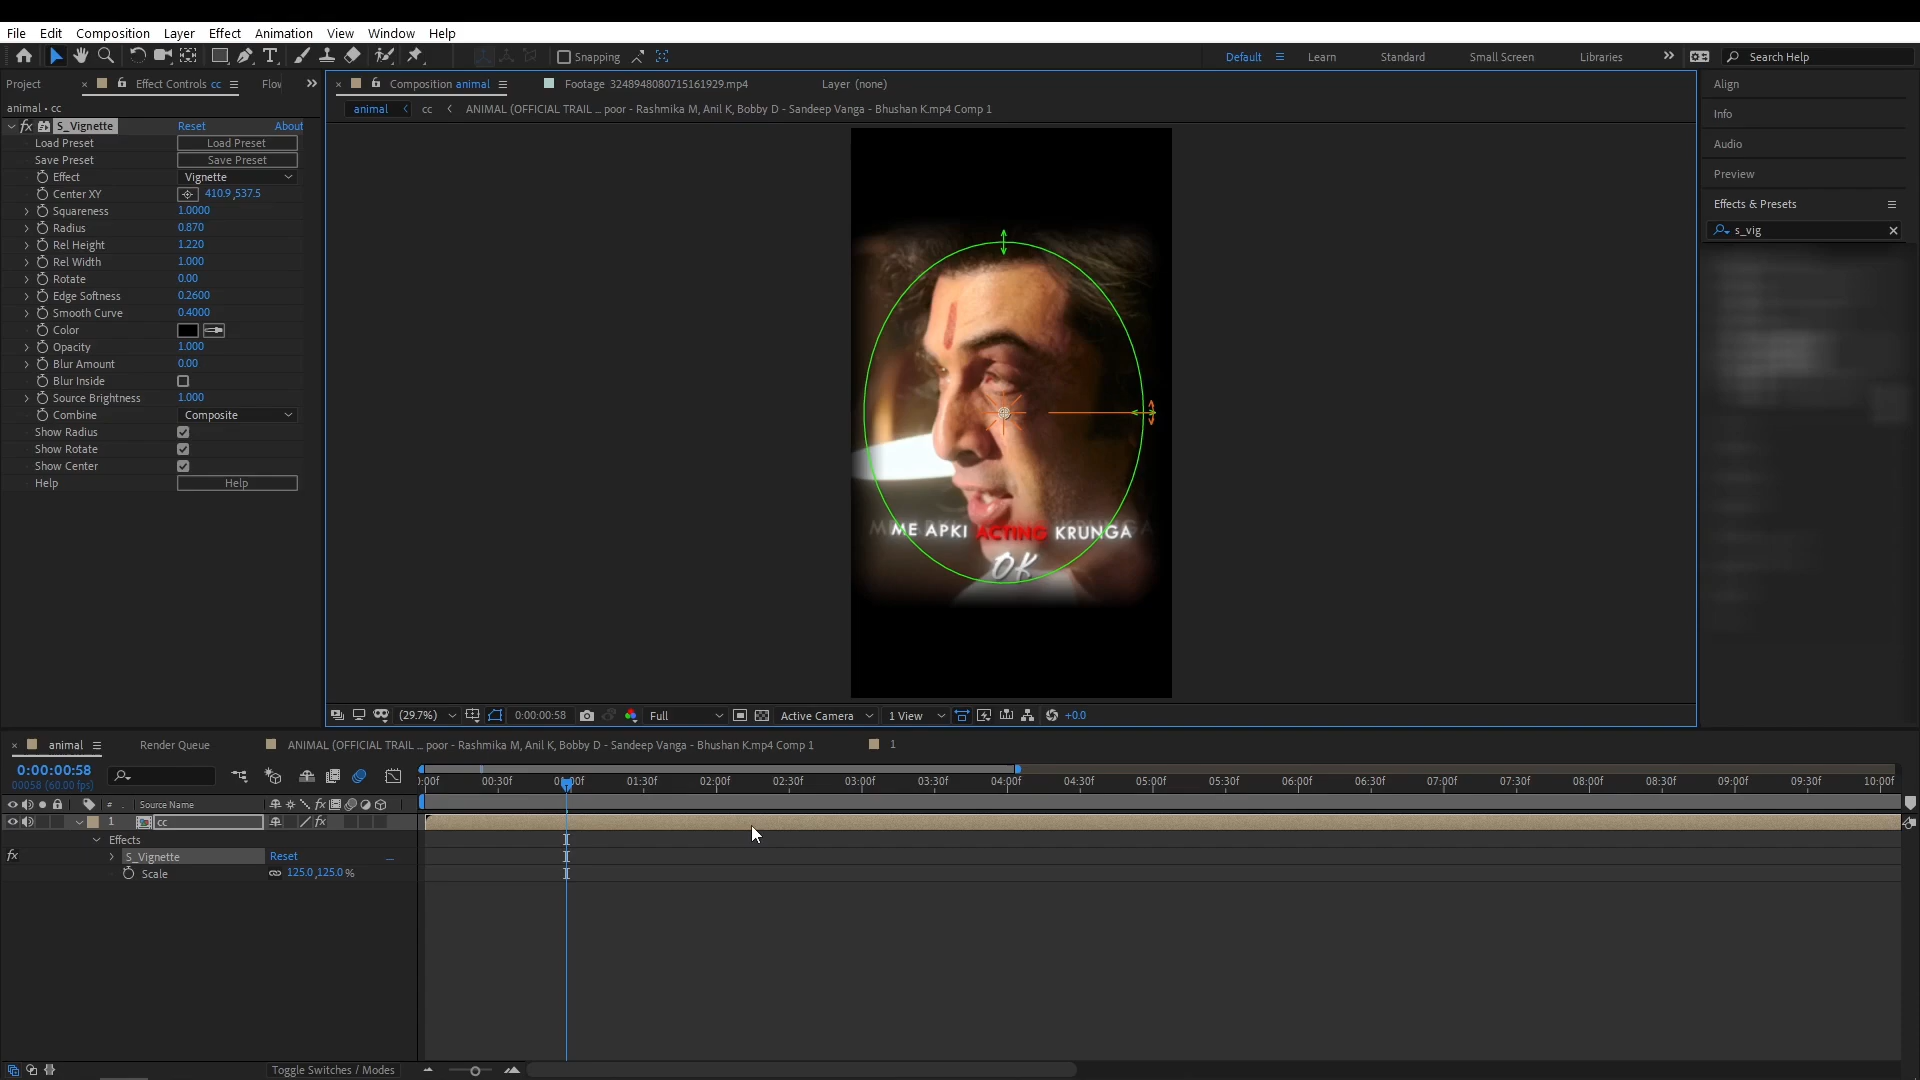 File Edit Composition Layer Effect Animation View Window Help
Snapping Default Learn Standard Small Screen Libraries Search Help
Project Effect Controls cc Flov Composition animal Footage 3248948080715161929.mp4 Layer (none) Align
animal • cc animal cc ANIMAL (OFFICIAL TRAIL ... poor - Rashmika M, Anil K, Bobby D - Sandeep Vanga - Bhushan K.mp4 Comp 1 Info
fx S_Vignette Reset About
Load Preset Load Preset Audio
Save Preset Save Preset
Effect Vignette Preview
Center XY 410.9,537.5
Squareness 1.0000 Effects & Presets
Radius 0.870 s_vig
Rel Height 1.220
Rel Width 1.000
Rotate 0.00
Edge Softness 0.2600
Smooth Curve 0.4000
Color
Opacity 1.000
Blur Amount 0.00
Blur Inside
Source Brightness 1.000
Combine Composite
Show Radius
Show Rotate
Show Center
Help Help
ME APKI ACTING KRUNGA
OK
(29.7%) 0:00:00:58 Full Active Camera 1 View +0.0
animal Render Queue ANIMAL (OFFICIAL TRAIL ... poor - Rashmika M, Anil K, Bobby D - Sandeep Vanga - Bhushan K.mp4 Comp 1 1
0:00:00:58
00058 (60.00 fps)
:00f 00:30f 01:00f 01:30f 02:00f 02:30f 03:00f 03:30f 04:00f 04:30f 05:00f 05:30f 06:00f 06:30f 07:00f 07:30f 08:00f 08:30f 09:00f 09:30f 10:00f
# Source Name fx
1 cc fx
Effects
fx S_Vignette Reset
Scale 125.0,125.0%
Toggle Switches / Modes